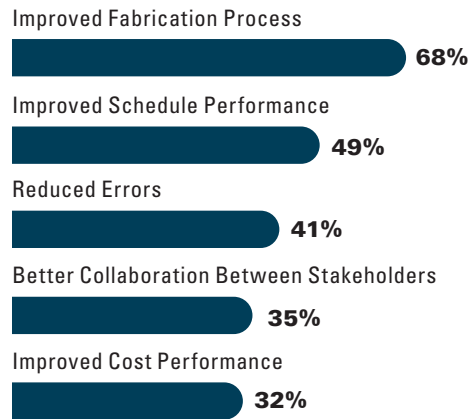 Improved Fabrication Process
68%
Improved Schedule Performance
49%
Reduced Errors
41%
Better Collaboration Between Stakeholders
35%
Improved Cost Performance
32%